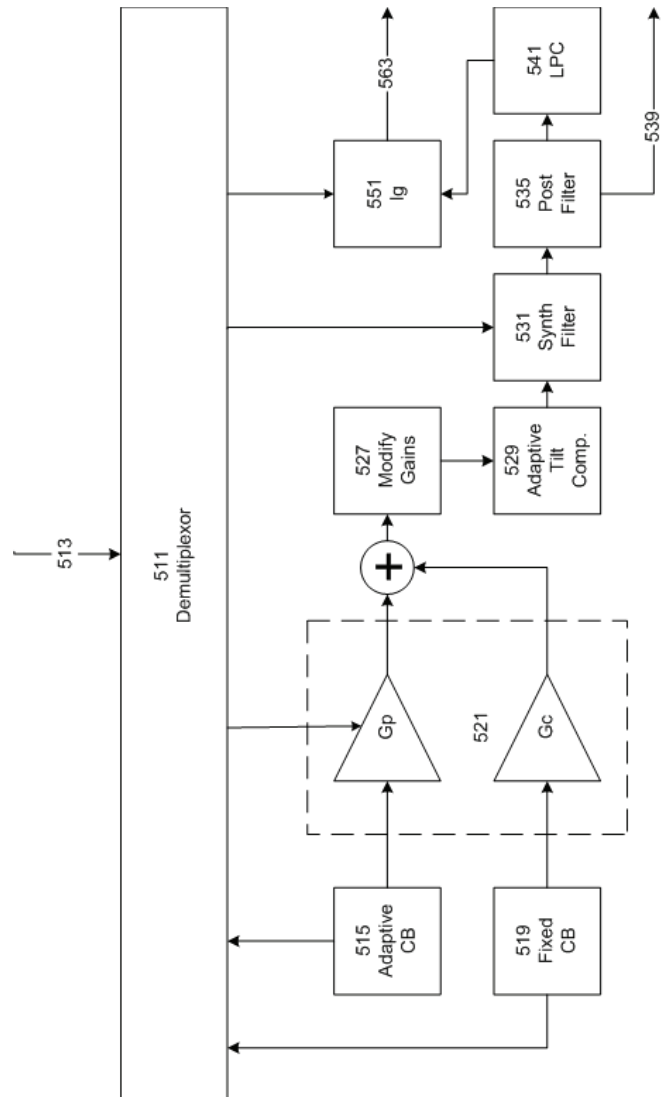 513
511
Demultiplexor
515
Adaptive
CB
519
Fixed
CB
Gp
521
Gc
+
527
Modify
Gains
529
Adaptive
Tilt
Comp.
531
Synth
Filter
535
Post
Filter
541
LPC
551
Ig
563
539